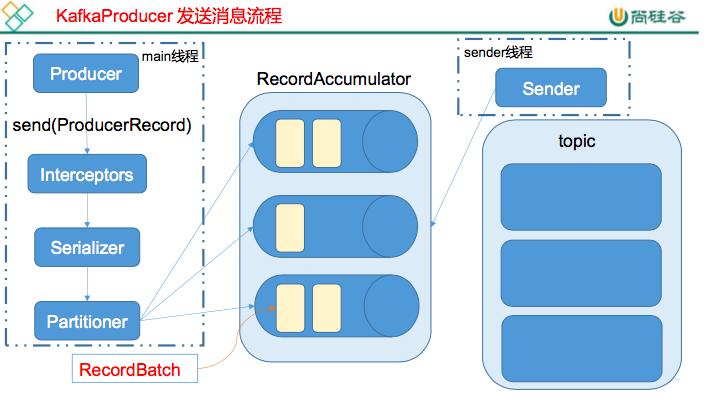 KafkaProducer 发送消息流程
尚硅谷
main线程
Producer
send(ProducerRecord)
Interceptors
Serializer
Partitioner
RecordBatch
RecordAccumulator
sender线程
Sender
topic